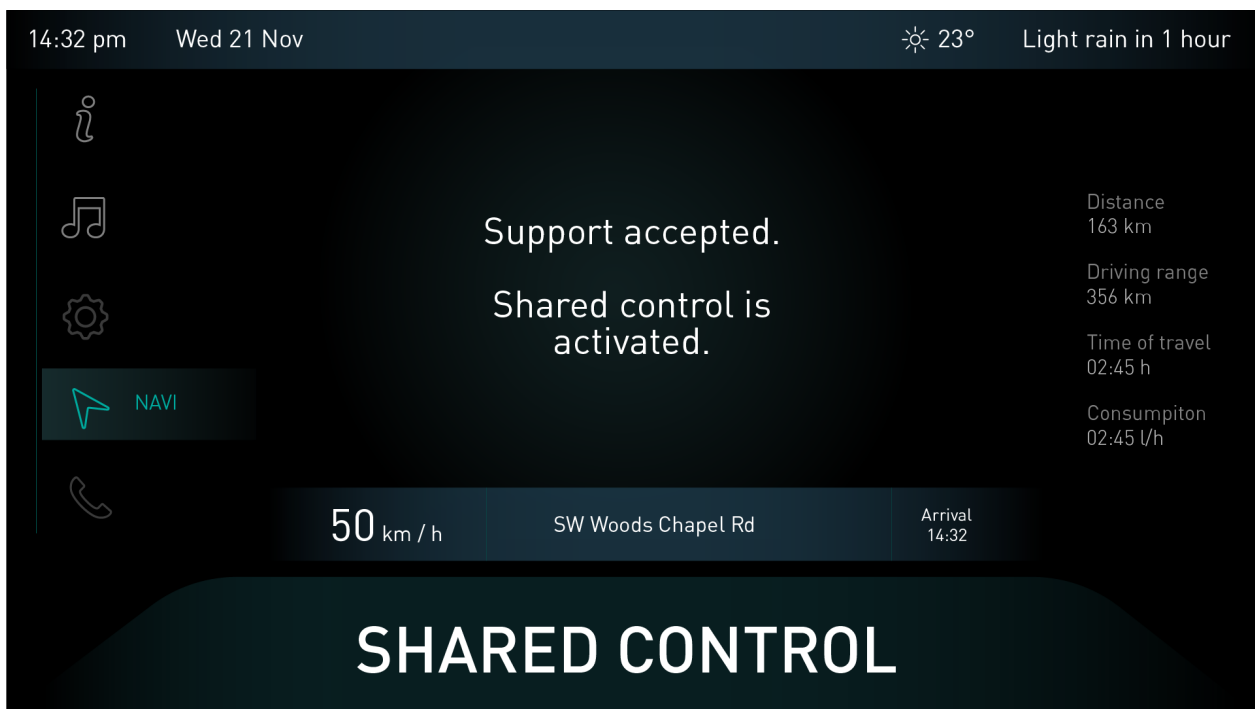 14:32 pm Wed 21 Nov 23° Light rain in 1 hour
Support accepted.
Shared control is
activated.
Distance
163 km
Driving range
356 km
Time of travel
02:45 h
Consumpiton
02:45 l/h
NAVI
50 km / h SW Woods Chapel Rd
Arrival
14:32
SHARED CONTROL